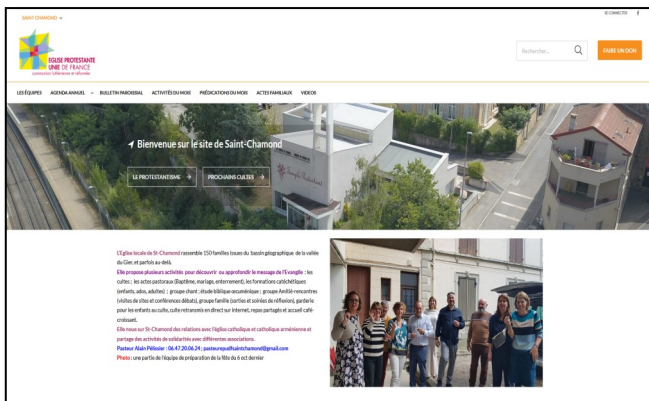 SAINT CHAMOND
SE CONNECTER
EGLISE PROTESTANTE
UNIE DE FRANCE
communion luthérienne et réformée
Rechercher...
FAIRE UN DON
LES ÉQUIPES AGENDA ANNUEL BULLETIN PAROISSIAL ACTIVITÉS DU MOIS PRÉDICATIONS DU MOIS ACTES FAMILIAUX VIDEOS
Bienvenue sur le site de Saint-Chamond
LE PROTESTANTISME → PROCHAINS CULTES →
Temple Protestant
L'Eglise locale de St-Chamond rassemble 150 familles issues du bassin géographique de la vallée
du Gier, et parfois au-delà.
Elle propose plusieurs activités pour découvrir ou approfondir le message de l'Evangile : les
cultes ; les actes pastoraux (Baptême, mariage, enterrement), les formations catéchétiques
(enfants, ados, adultes) ; groupe chant ; étude biblique œcuménique ; groupe Amitié-rencontres
(visites de sites et conférences débats), groupe famille (sorties et soirées de réflexion), garderie
pour les enfants au culte, culte retransmis en direct sur internet, repas partagés et accueil café-
croissant.
Elle noue sur St-Chamond des relations avec l'église catholique et catholique arménienne et
partage des activités de solidarités avec différentes associations.
Pasteur Alain Pélissier : 06.47.20.06.24 ; pasteurepudfsaintchamond@gmail.com
Photo : une partie de l'équipe de préparation de la fête du 6 oct dernier